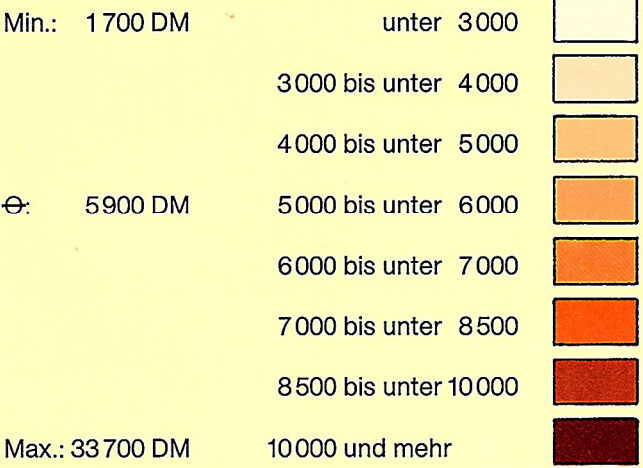 Min.: 1700 DM unter 3000
3000 bis unter 4000
4000 bis unter 5000
⌀: 5900 DM 5000 bis unter 6000
6000 bis unter 7000
7000 bis unter 8500
8500 bis unter 10000
Max.: 33700 DM 10000 und mehr